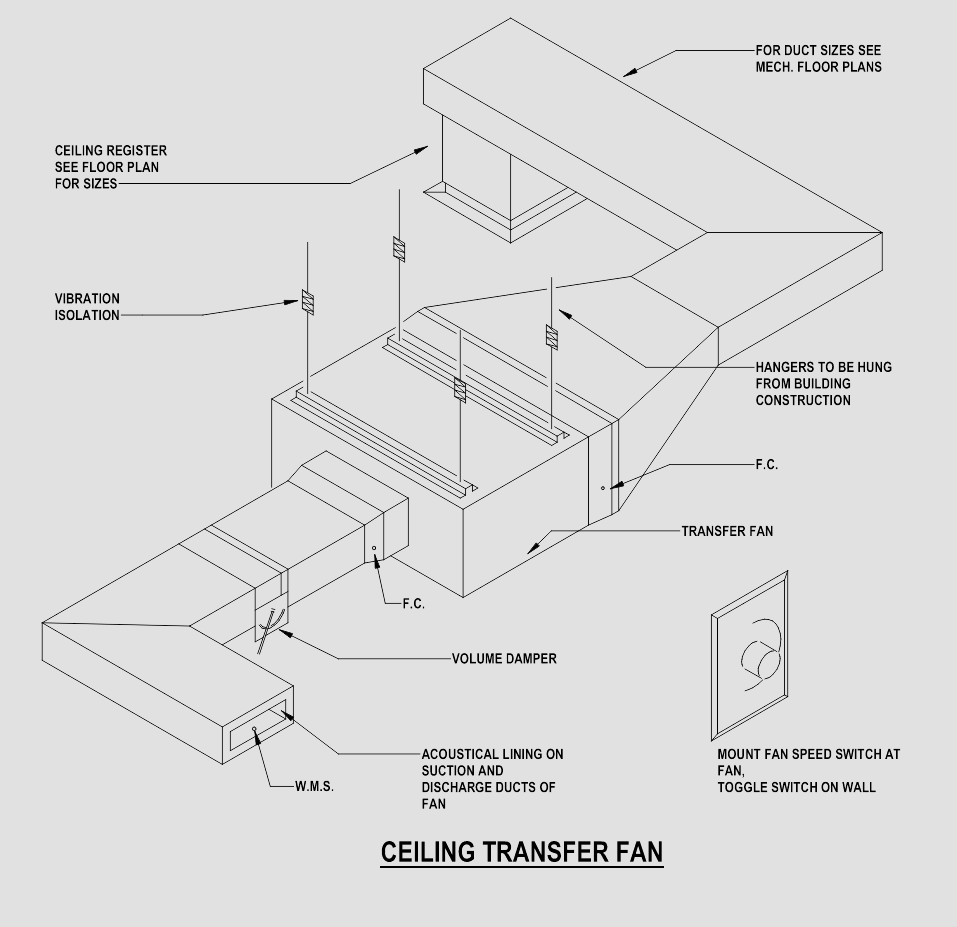 FOR DUCT SIZES SEE
MECH. FLOOR PLANS
CEILING REGISTER
SEE FLOOR PLAN
FOR SIZES
VIBRATION
ISOLATION
HANGERS TO BE HUNG
FROM BUILDING
CONSTRUCTION
F.C.
TRANSFER FAN
F.C.
VOLUME DAMPER
ACOUSTICAL LINING ON
SUCTION AND
DISCHARGE DUCTS OF
FAN
W.M.S.
MOUNT FAN SPEED SWITCH AT
FAN,
TOGGLE SWITCH ON WALL
CEILING TRANSFER FAN